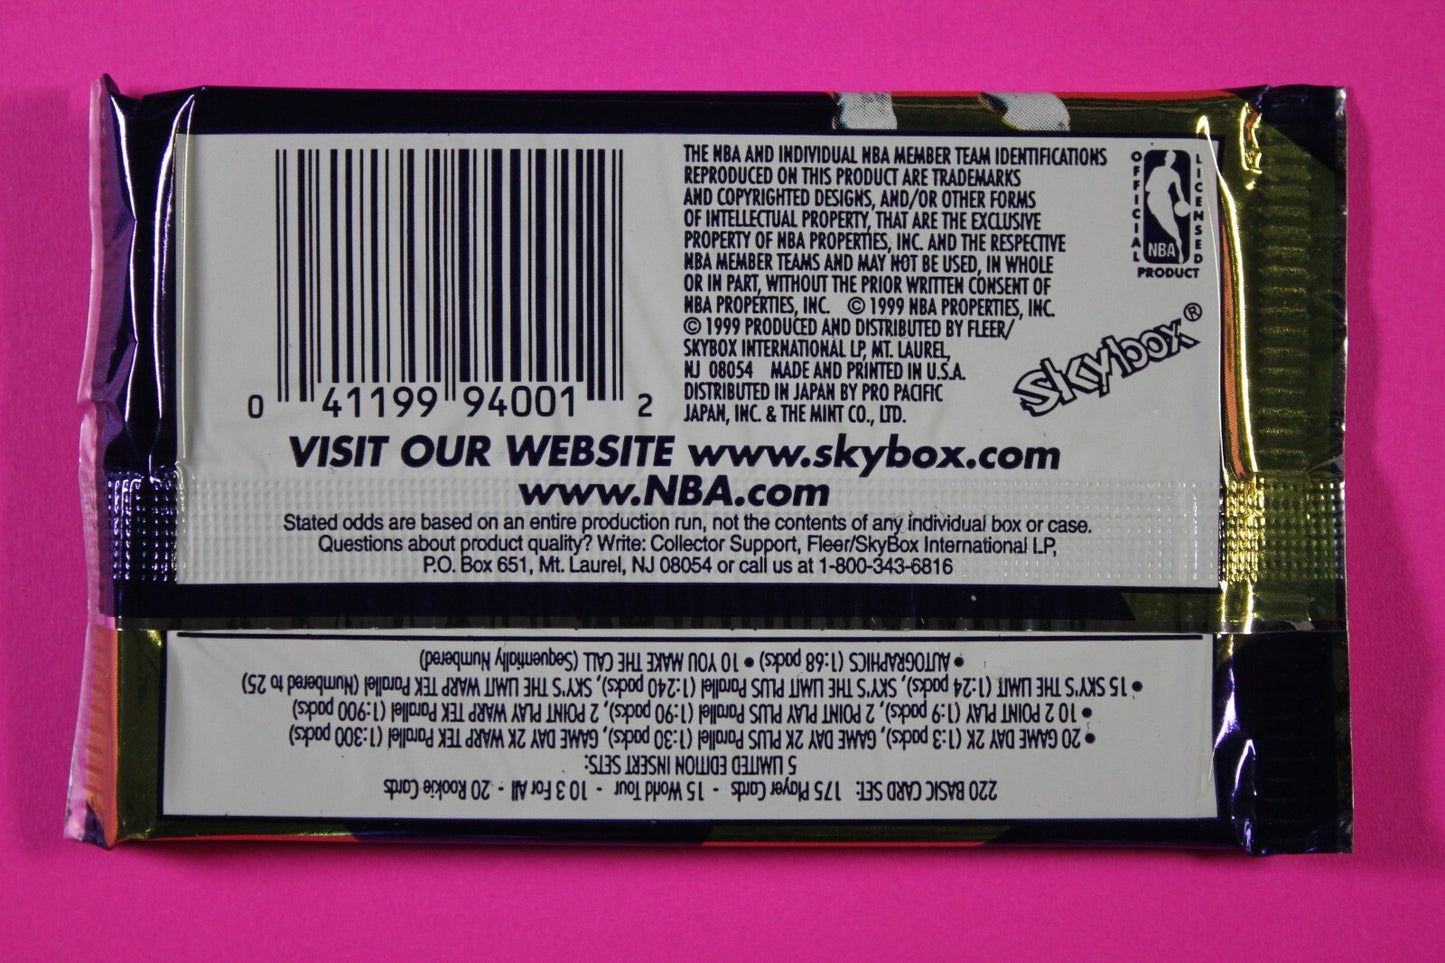 0 41199 94001 2
THE NBA AND INDIVIDUAL NBA MEMBER TEAM IDENTIFICATIONS
REPRODUCED ON THIS PRODUCT ARE TRADEMARKS
AND COPYRIGHTED DESIGNS, AND/OR OTHER FORMS
OF INTELLECTUAL PROPERTY, THAT ARE THE EXCLUSIVE
PROPERTY OF NBA PROPERTIES, INC. AND THE RESPECTIVE
NBA MEMBER TEAMS AND MAY NOT BE USED, IN WHOLE
OR IN PART, WITHOUT THE PRIOR WRITTEN CONSENT OF
NBA PROPERTIES, INC. © 1999 NBA PROPERTIES, INC.
© 1999 PRODUCED AND DISTRIBUTED BY FLEER/
SKYBOX INTERNATIONAL LP, MT. LAUREL,
NJ 08054 MADE AND PRINTED IN U.S.A.
DISTRIBUTED IN JAPAN BY PRO PACIFIC
JAPAN, INC. & THE MINT CO., LTD.
OFFICIAL
LICENSED
NBA
PRODUCT
Skybox®
VISIT OUR WEBSITE www.skybox.com
www.NBA.com
Stated odds are based on an entire production run, not the contents of any individual box or case.
Questions about product quality? Write: Collector Support, Fleer/SkyBox International LP,
P.O. Box 651, Mt. Laurel, NJ 08054 or call us at 1-800-343-6816
220 BASIC CARD SET: 175 Player Cards - 15 World Tour - 10 3 For All - 20 Rookie Cards
5 LIMITED EDITION INSERT SETS:
• 20 GAME DAY 2K (1:3 packs), GAME DAY 2K PLUS Parallel (1:30 packs), GAME DAY 2K WARP TEK Parallel (1:300 packs)
• 10 2 POINT PLAY (1:9 packs), 2 POINT PLAY PLUS Parallel (1:90 packs), 2 POINT PLAY WARP TEK Parallel (1:900 packs)
• 15 SKY'S THE LIMIT (1:24 packs), SKY'S THE LIMIT PLUS Parallel (1:240 packs), SKY'S THE LIMIT WARP TEK Parallel (Numbered to 25)
• AUTOGRAPHICS (1:68 packs) • 10 YOU MAKE THE CALL (Sequentially Numbered)